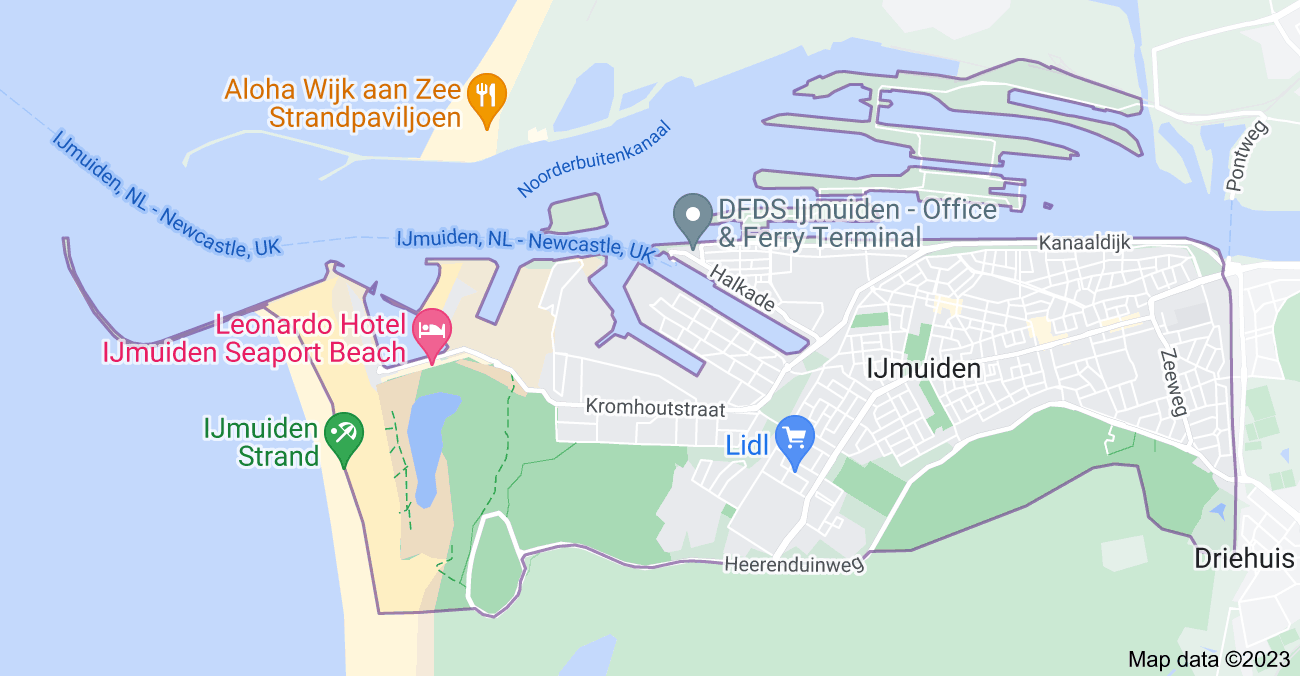 Aloha Wijk aan Zee
Strandpaviljoen
Noorderbuitenkanaal
Pontweg
IJmuiden, NL - Newcastle, UK
IJmuiden, NL - Newcastle, UK
DFDS Ijmuiden - Office
& Ferry Terminal
Kanaaldijk
Halkade
Leonardo Hotel
IJmuiden Seaport Beach
IJmuiden
Zeeweg
Kromhoutstraat
IJmuiden
Strand
Lidl
Heerenduinweg
Driehuis
Map data ©2023